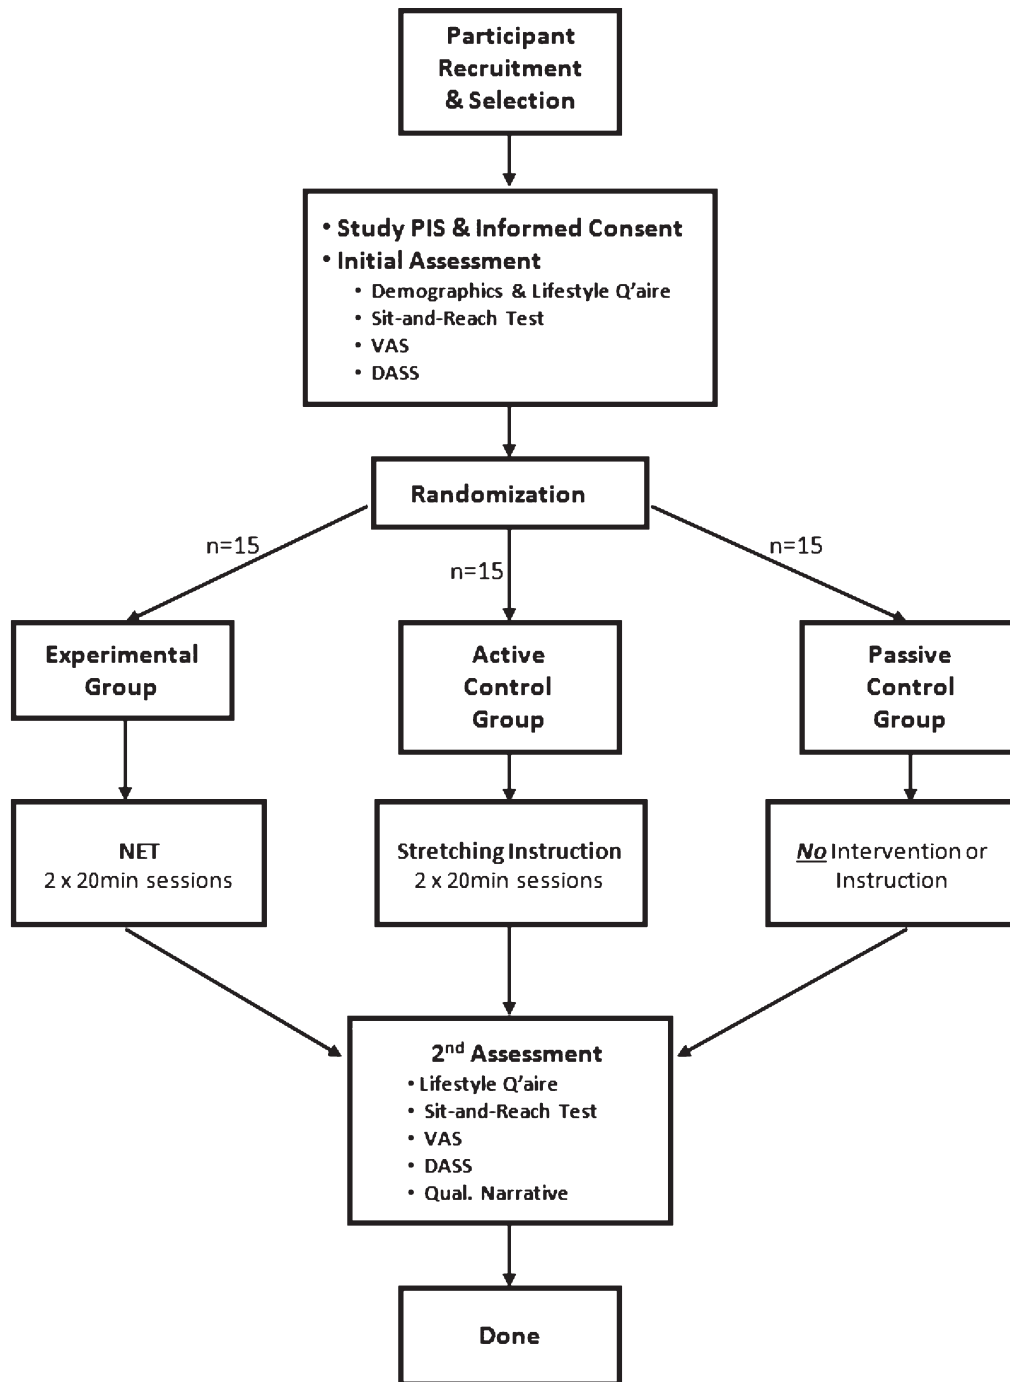 Participant
Recruitment
& Selection
• Study PIS & Informed Consent
• Initial Assessment
• Demographics & Lifestyle Q'aire
• Sit-and-Reach Test
• VAS
• DASS
Randomization
n=15
n=15
n=15
Experimental
Group
Active
Control
Group
Passive
Control
Group
NET
2 x 20min sessions
Stretching Instruction
2 x 20min sessions
No Intervention or
Instruction
2nd Assessment
• Lifestyle Q'aire
• Sit-and-Reach Test
• VAS
• DASS
• Qual. Narrative
Done